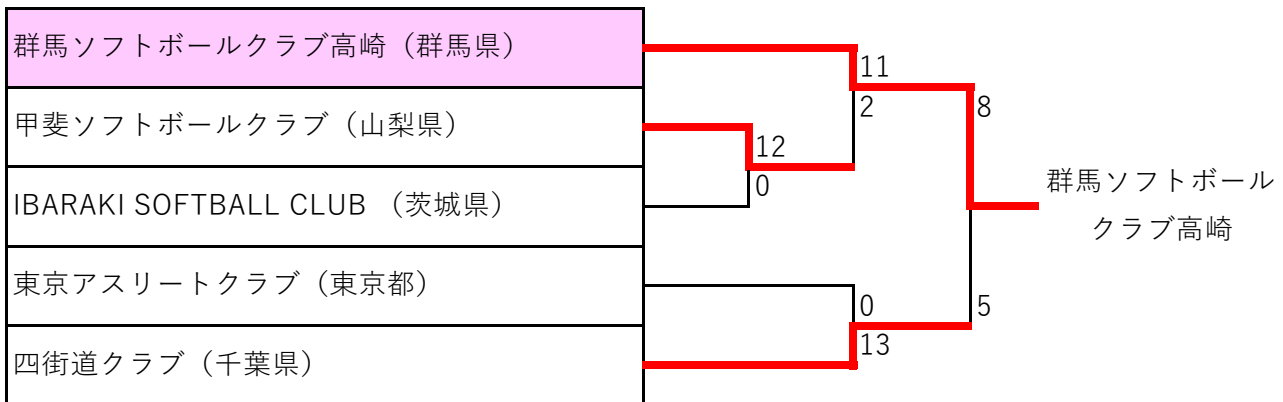 群馬ソフトボールクラブ高崎（群馬県）
11
2
8
甲斐ソフトボールクラブ（山梨県）
12
0
IBARAKI SOFTBALL CLUB （茨城県）
群馬ソフトボール
クラブ高崎
東京アスリートクラブ（東京都）
0
13
5
四街道クラブ（千葉県）